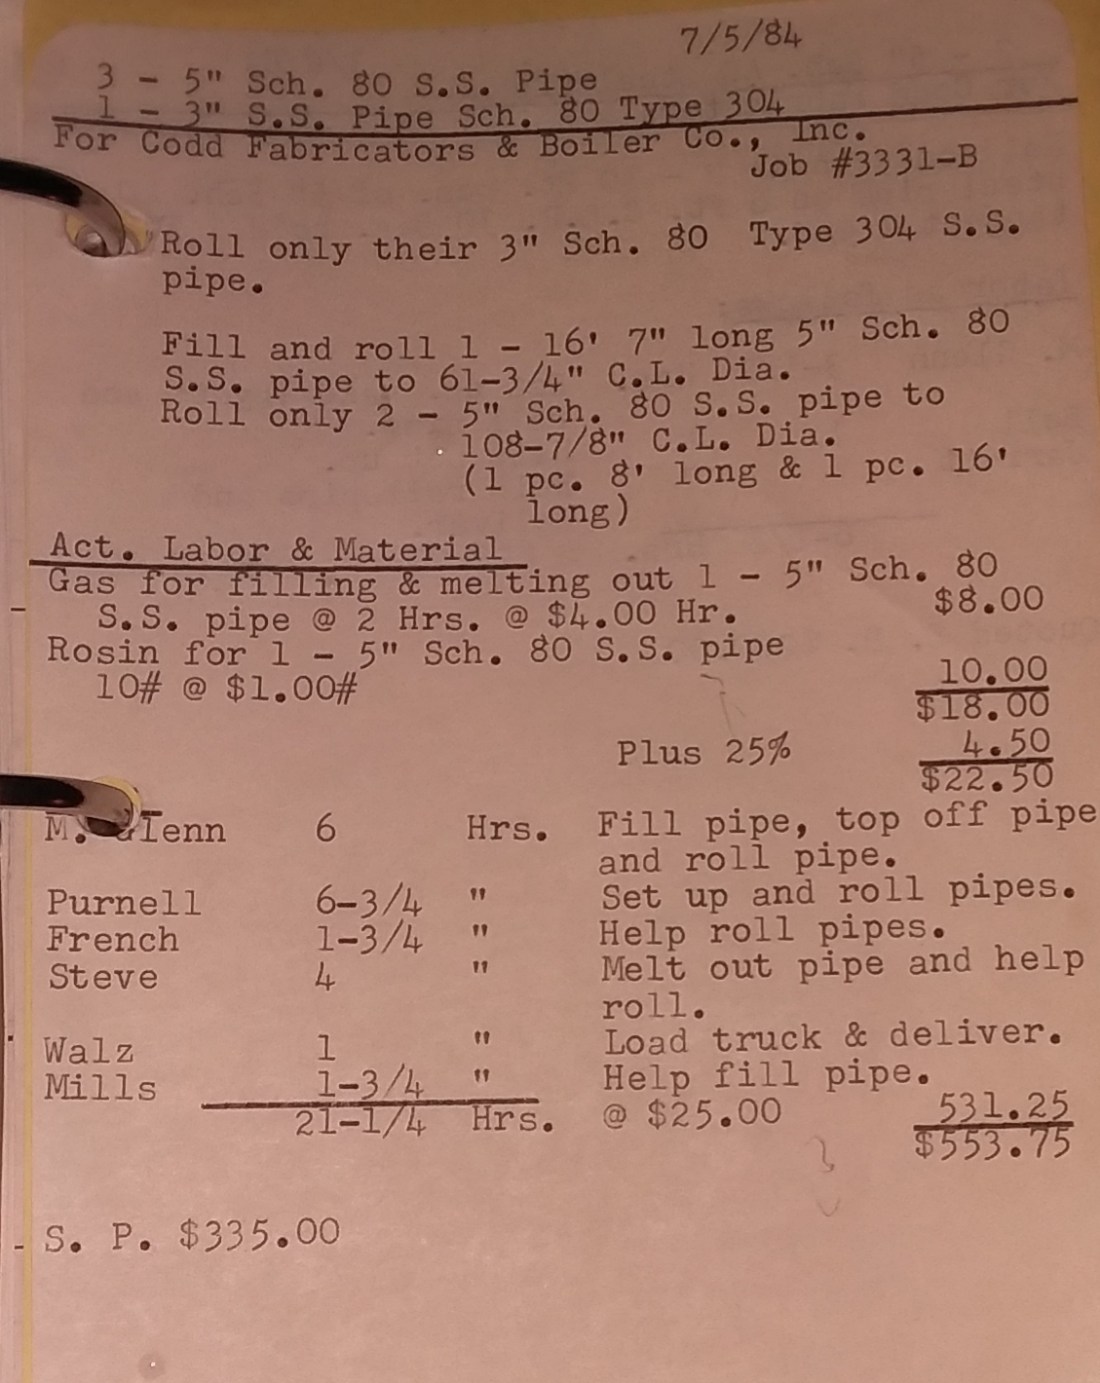 7/5/84
3 - 5" Sch. 80 S.S. Pipe
1 - 3" S.S. Pipe Sch. 80 Type 304
For Codd Fabricators & Boiler Co., Inc.
Job #3331-B
Roll only their 3" Sch. 80 Type 304 S.S.
pipe.
Fill and roll 1 - 16' 7" long 5" Sch. 80
S.S. pipe to 61-3/4" C.L. Dia.
Roll only 2 - 5" Sch. 80 S.S. pipe to
108-7/8" C.L. Dia.
(1 pc. 8' long & 1 pc. 16'
long)
Act. Labor & Material
Gas for filling & melting out 1 - 5" Sch. 80
S.S. pipe @ 2 Hrs. @ $4.00 Hr. $8.00
Rosin for 1 - 5" Sch. 80 S.S. pipe
10# @ $1.00# 10.00
$18.00
Plus 25% 4.50
$22.50
M. Glenn 6 Hrs. Fill pipe, top off pipe
and roll pipe.
Purnell 6-3/4 " Set up and roll pipes.
French 1-3/4 " Help roll pipes.
Steve 4 " Melt out pipe and help
roll.
Walz 1 " Load truck & deliver.
Mills 1-3/4 " Help fill pipe.
21-1/4 Hrs. @ $25.00 531.25
$553.75
S. P. $335.00